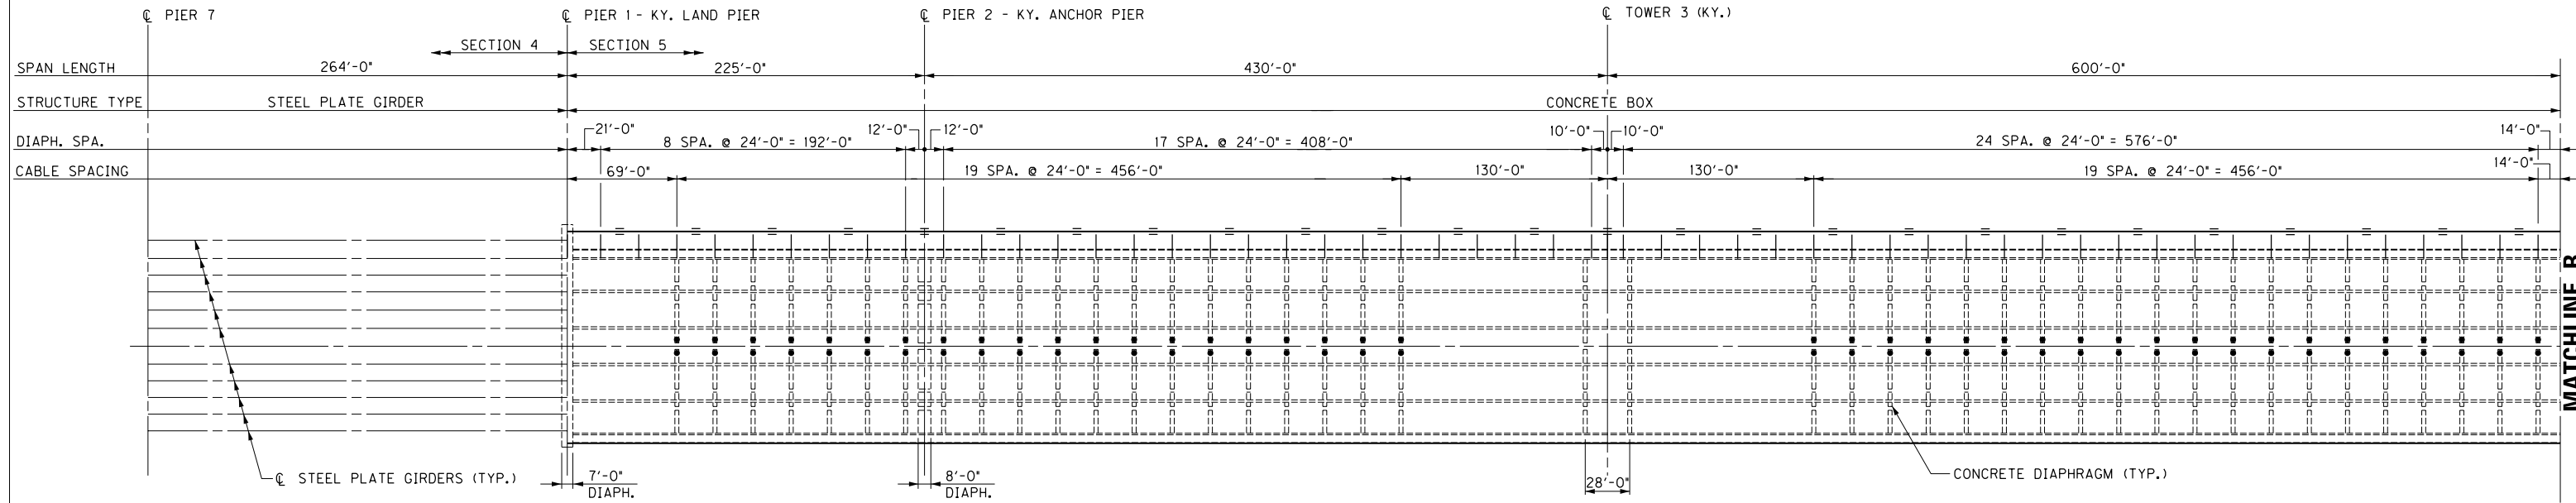 ℄ PIER 7
℄ PIER 1 - KY. LAND PIER
℄ PIER 2 - KY. ANCHOR PIER
℄ TOWER 3 (KY.)
SECTION 4
SECTION 5
SPAN LENGTH
264'-0"
225'-0"
430'-0"
600'-0"
STRUCTURE TYPE
STEEL PLATE GIRDER
CONCRETE BOX
DIAPH. SPA.
21'-0"
8 SPA. @ 24'-0" = 192'-0"
12'-0"
12'-0"
17 SPA. @ 24'-0" = 408'-0"
10'-0"
10'-0"
24 SPA. @ 24'-0" = 576'-0"
14'-0"
CABLE SPACING
69'-0"
19 SPA. @ 24'-0" = 456'-0"
130'-0"
130'-0"
19 SPA. @ 24'-0" = 456'-0"
14'-0"
MATCHLINE B
℄ STEEL PLATE GIRDERS (TYP.)
7'-0"
DIAPH.
8'-0"
DIAPH.
28'-0"
CONCRETE DIAPHRAGM (TYP.)